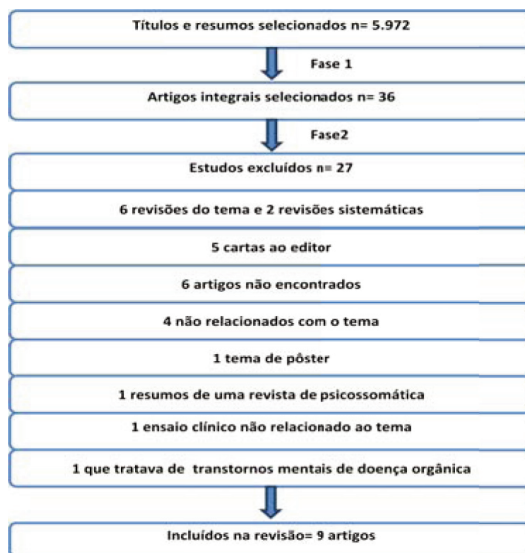 Títulos e resumos selecionados n= 5.972
Fase 1
Artigos integrais selecionados n= 36
Fase2
Estudos excluídos n= 27
6 revisões do tema e 2 revisões sistemáticas
5 cartas ao editor
6 artigos não encontrados
4 não relacionados com o tema
1 tema de pôster
1 resumos de uma revista de psicossomática
1 ensaio clínico não relacionado ao tema
1 que tratava de transtornos mentais de doença orgânica
Incluídos na revisão= 9 artigos